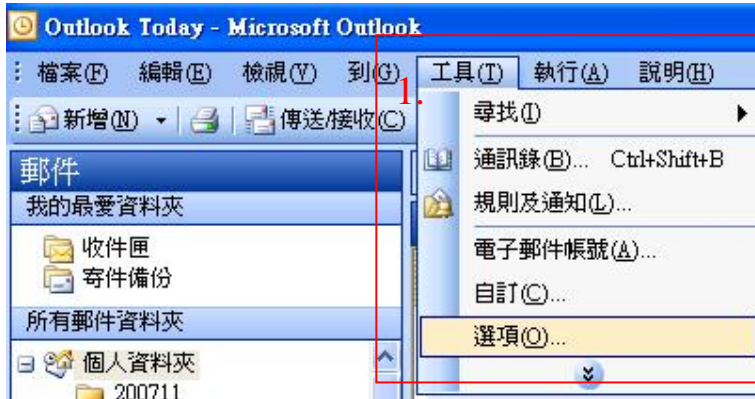 Outlook Today - Microsoft Outlook
檔案(F) 編輯(E) 檢視(V) 到(G) 工具(T) 執行(A) 說明(H)
1.
新增(N) 傳送/接收(C)
尋找(I)
通訊錄(B)... Ctrl+Shift+B
規則及通知(L)...
電子郵件帳號(A)...
自訂(C)...
選項(O)...
郵件
我的最愛資料夾
收件匣
寄件備份
所有郵件資料夾
個人資料夾
200711